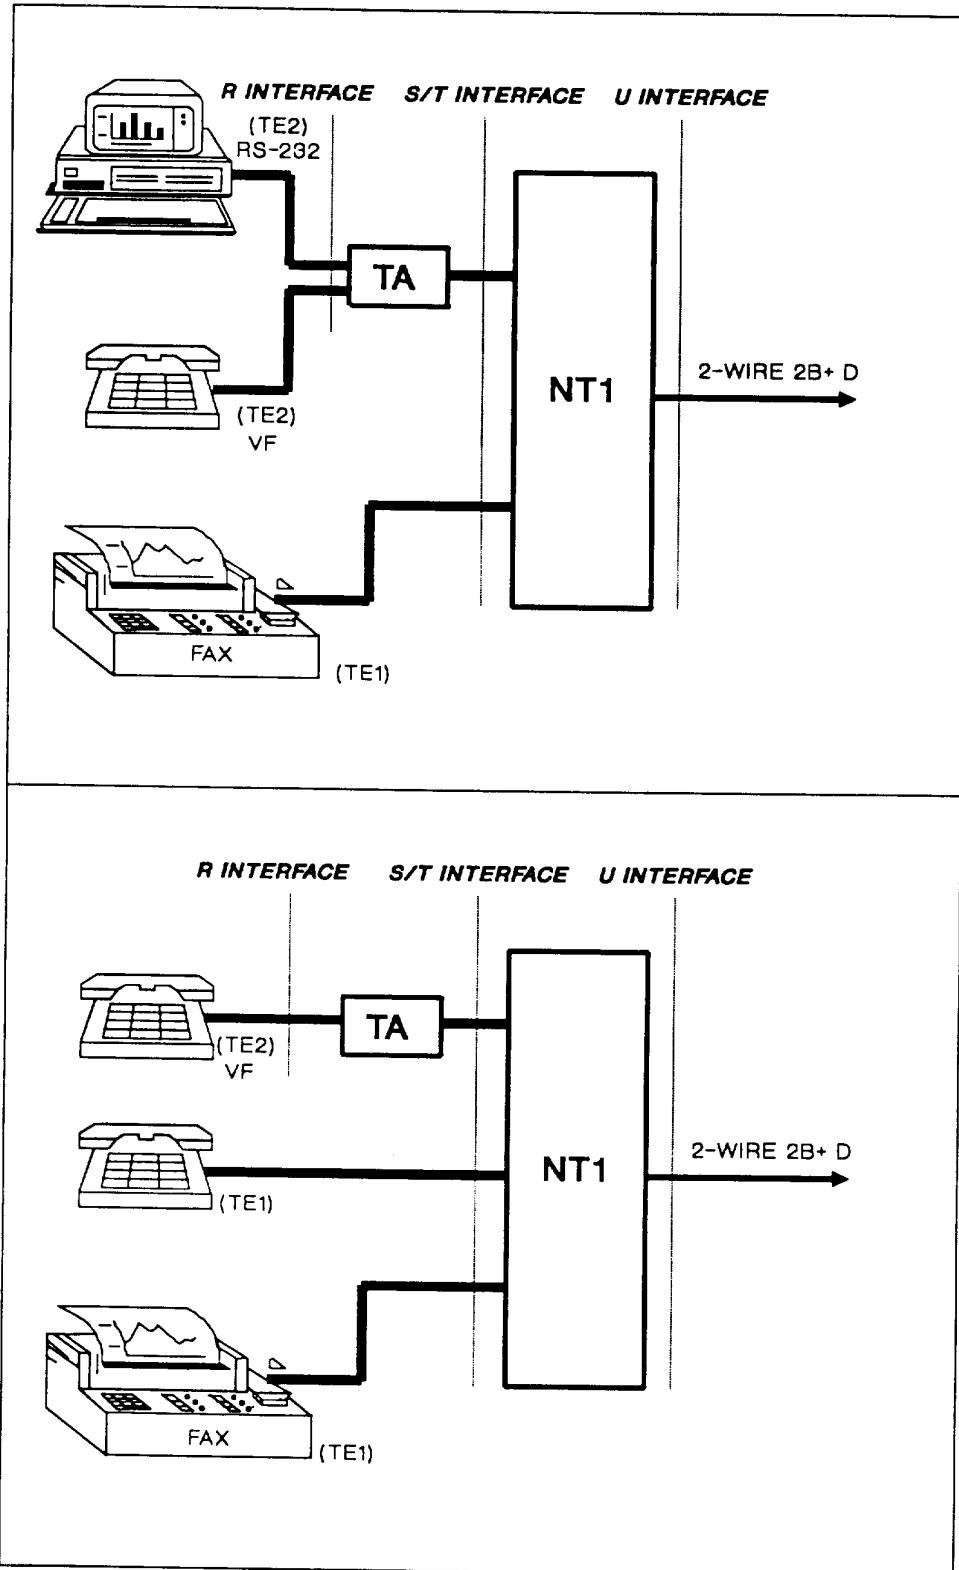 R INTERFACE S/T INTERFACE U INTERFACE
(TE2)
RS-232
TA
NT1
2-WIRE 2B+ D
(TE2)
VF
FAX
(TE1)
R INTERFACE S/T INTERFACE U INTERFACE
TA
(TE2)
VF
NT1
2-WIRE 2B+ D
(TE1)
FAX
(TE1)